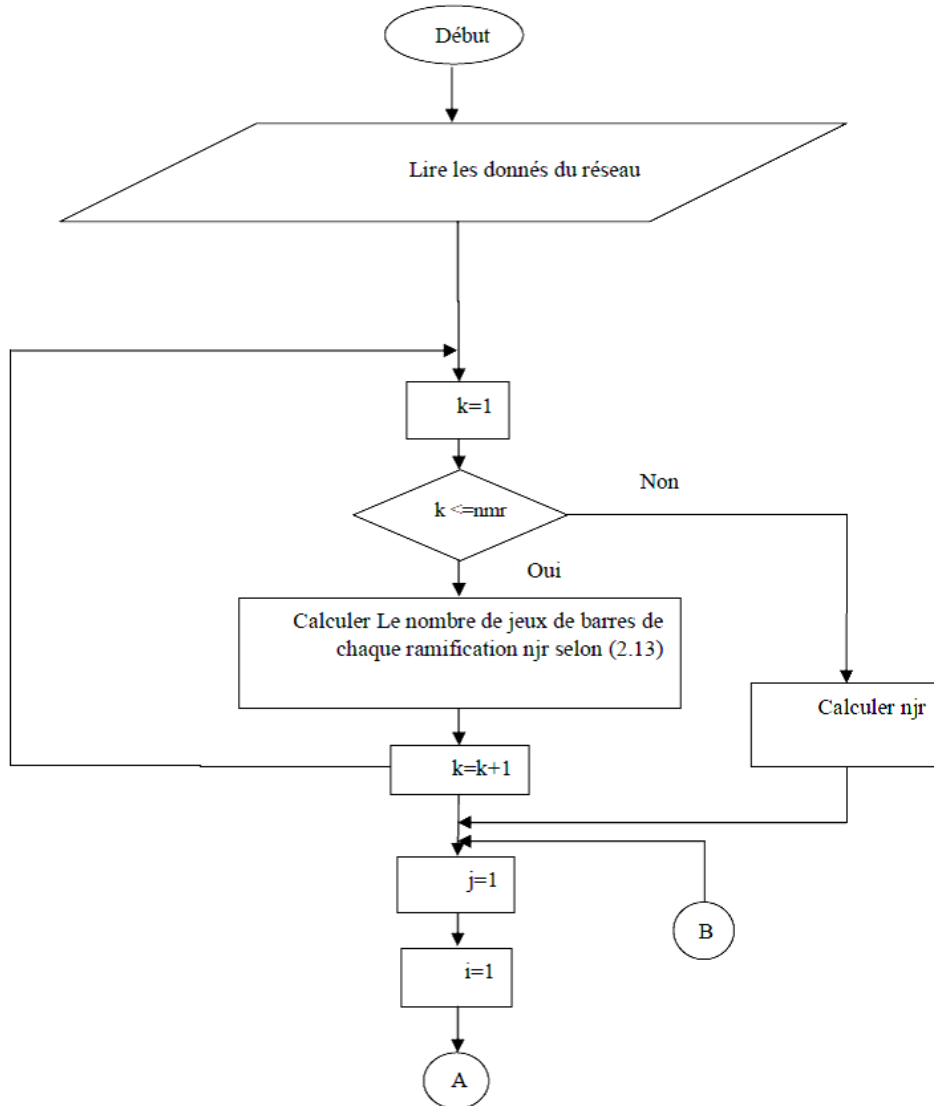 Début
Lire les donnés du réseau
k=1
k <=nmr
Non
Oui
Calculer Le nombre de jeux de barres de
chaque ramification njr selon (2.13)
Calculer njr
k=k+1
j=1
B
i=1
A